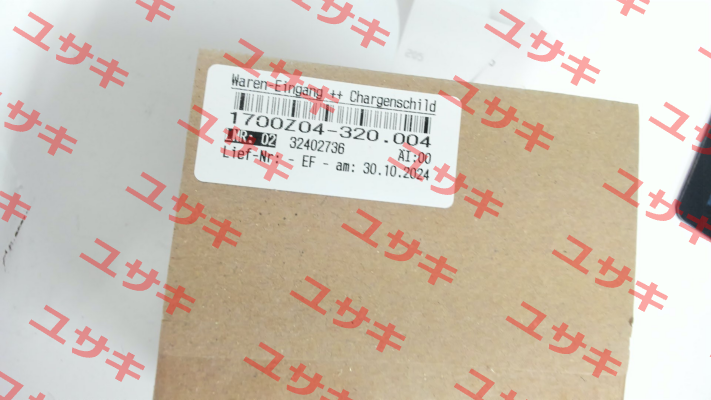 Waren-Eingang ++ Chargenschild
1700Z04-320.004
NR: 02 32402736 AI:00
Lief-Nr: - EF - am: 30.10.2024
ユサキ